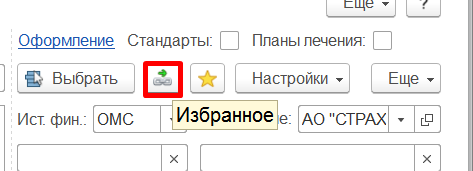 Еще ?
Оформление Стандарты: Планы лечения:
Выбрать Настройки Еще
Избранное
Ист. фин.: ОМС е: АО "СТРАХ